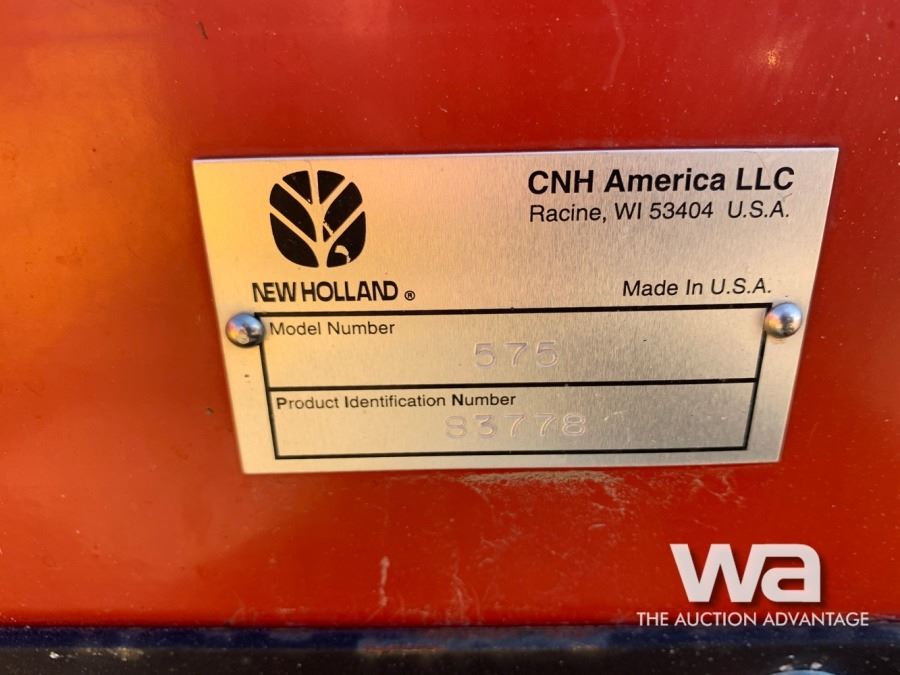 CNH America LLC
Racine, WI 53404 U.S.A.
NEW HOLLAND ®
Made In U.S.A.
Model Number
575
Product Identification Number
83778
wa
THE AUCTION ADVANTAGE